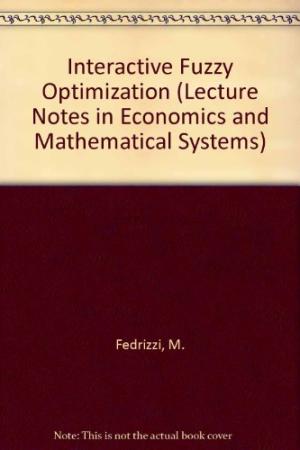 Interactive Fuzzy
Optimization (Lecture
Notes in Economics and
Mathematical Systems)
Fedrizzi, M.
Note: This is not the actual book cover